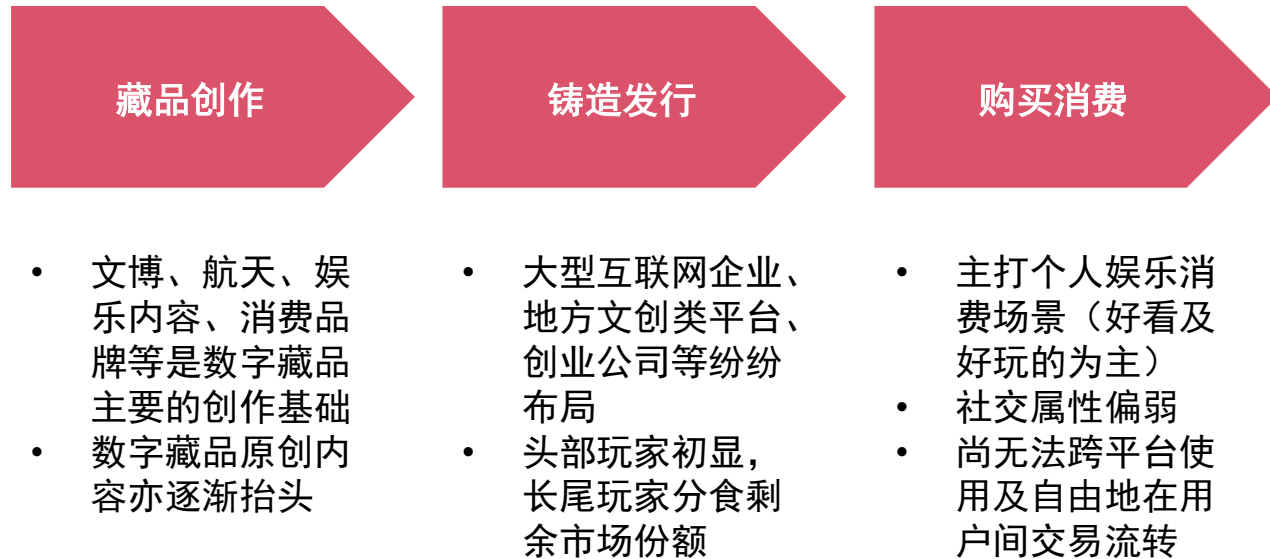 藏品创作
铸造发行
购买消费
• 文博、航天、娱
乐内容、消费品
牌等是数字藏品
主要的创作基础
• 数字藏品原创内
容亦逐渐抬头
• 大型互联网企业、
地方文创类平台、
创业公司等纷纷
布局
• 头部玩家初显，
长尾玩家分食剩
余市场份额
• 主打个人娱乐消
费场景（好看及
好玩的为主）
• 社交属性偏弱
• 尚无法跨平台使
用及自由地在用
户间交易流转